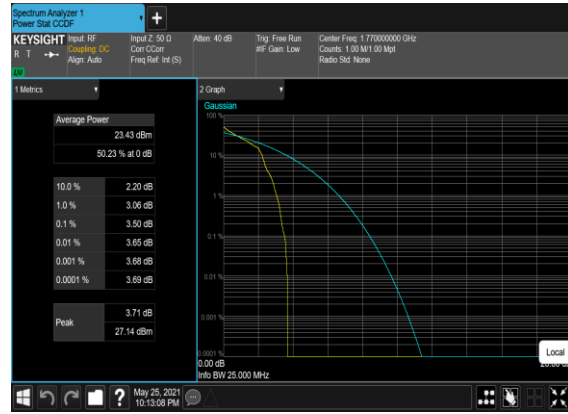 Spectrum Analyzer 1
Power Stat CCDF
KEYSIGHT
R T
LW
Input: RF
Coupling: DC
Align: Auto
Input Z: 50 Ω
Corr CCorr
Freq Ref: Int (S)
Atten: 40 dB
Trig: Free Run
#IF Gain: Low
Center Freq: 1.770000000 GHz
Counts: 1.00 M/1.00 Mpt
Radio Std: None
1 Metrics
Average Power
23.43 dBm
50.23 % at 0 dB
10.0 % 2.20 dB
1.0 % 3.06 dB
0.1 % 3.50 dB
0.01 % 3.65 dB
0.001 % 3.68 dB
0.0001 % 3.69 dB
Peak
3.71 dB
27.14 dBm
2 Graph
Gaussian
100 %
10 %
1 %
0.1 %
0.01 %
0.001 %
0.0001 %
0.00 dB
Info BW 25.000 MHz
Local
May 25, 2021
10:13:08 PM